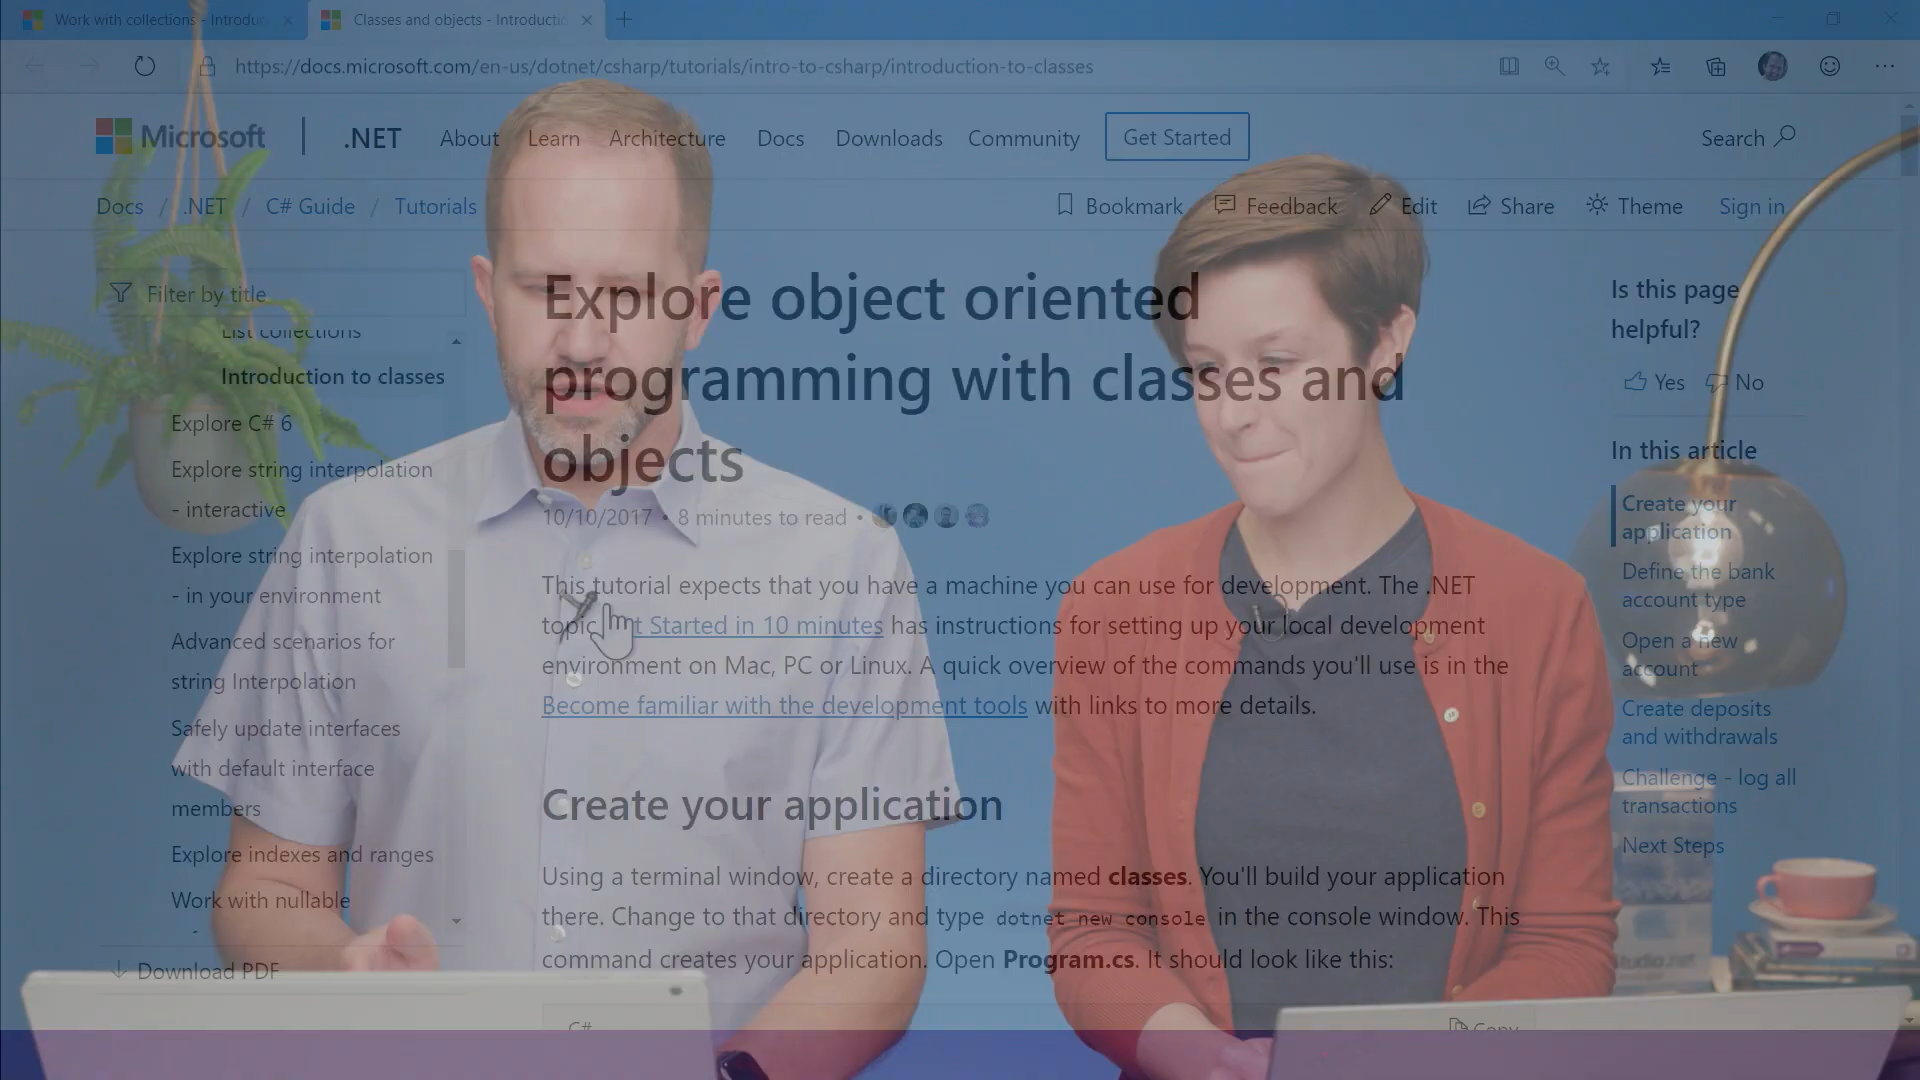 Work with collections - Introduc
Classes and objects - Introductio
https://docs.microsoft.com/en-us/dotnet/csharp/tutorials/intro-to-csharp/introduction-to-classes
Microsoft .NET About Learn Architecture Docs Downloads Community Get Started Search
Docs / .NET / C# Guide / Tutorials
Bookmark Feedback Edit Share Theme Sign in
Filter by title
List collections
Introduction to classes
Explore C# 6
Explore string interpolation
- interactive
Explore string interpolation
- in your environment
Advanced scenarios for
string Interpolation
Safely update interfaces
with default interface
members
Explore indexes and ranges
Work with nullable
Download PDF
Explore object oriented
programming with classes and
objects
10/10/2017 • 8 minutes to read •
This tutorial expects that you have a machine you can use for development. The .NET
topic Started in 10 minutes has instructions for setting up your local development
environment on Mac, PC or Linux. A quick overview of the commands you'll use is in the
Become familiar with the development tools with links to more details.
Create your application
Using a terminal window, create a directory named classes. You'll build your application
there. Change to that directory and type dotnet new console in the console window. This
command creates your application. Open Program.cs. It should look like this:
C#
Copy
Is this page
helpful?
Yes No
In this article
Create your
application
Define the bank
account type
Open a new
account
Create deposits
and withdrawals
Challenge - log all
transactions
Next Steps